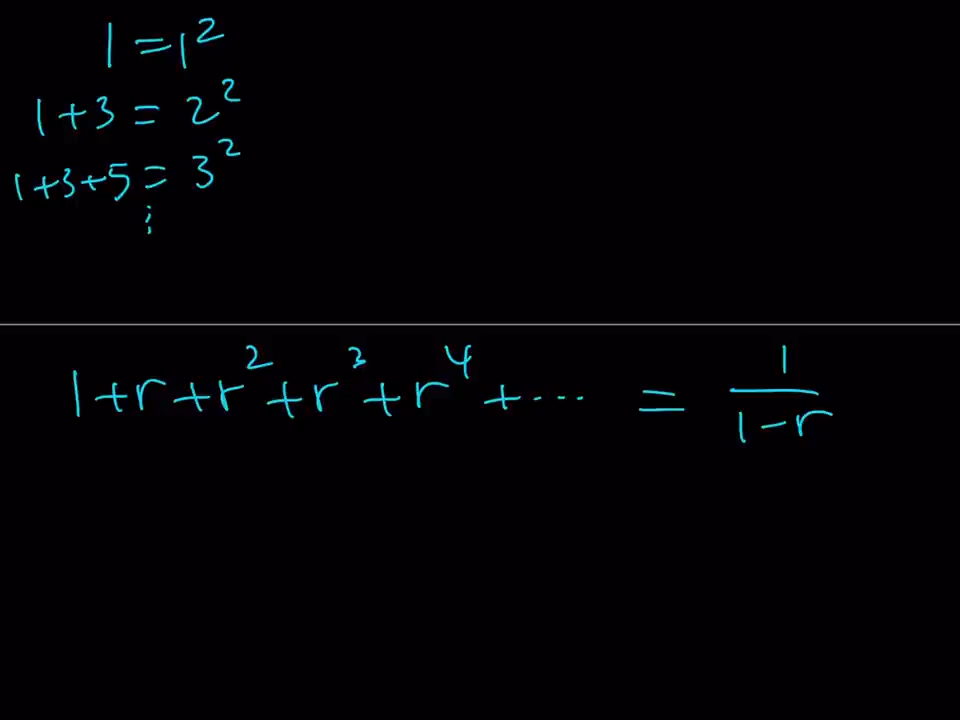 1 = 1²
1 + 3 = 2²
1 + 3 + 5 = 3²
⋮
1 + r + r² + r³ + r⁴ + ⋯ = 1/(1 − r)